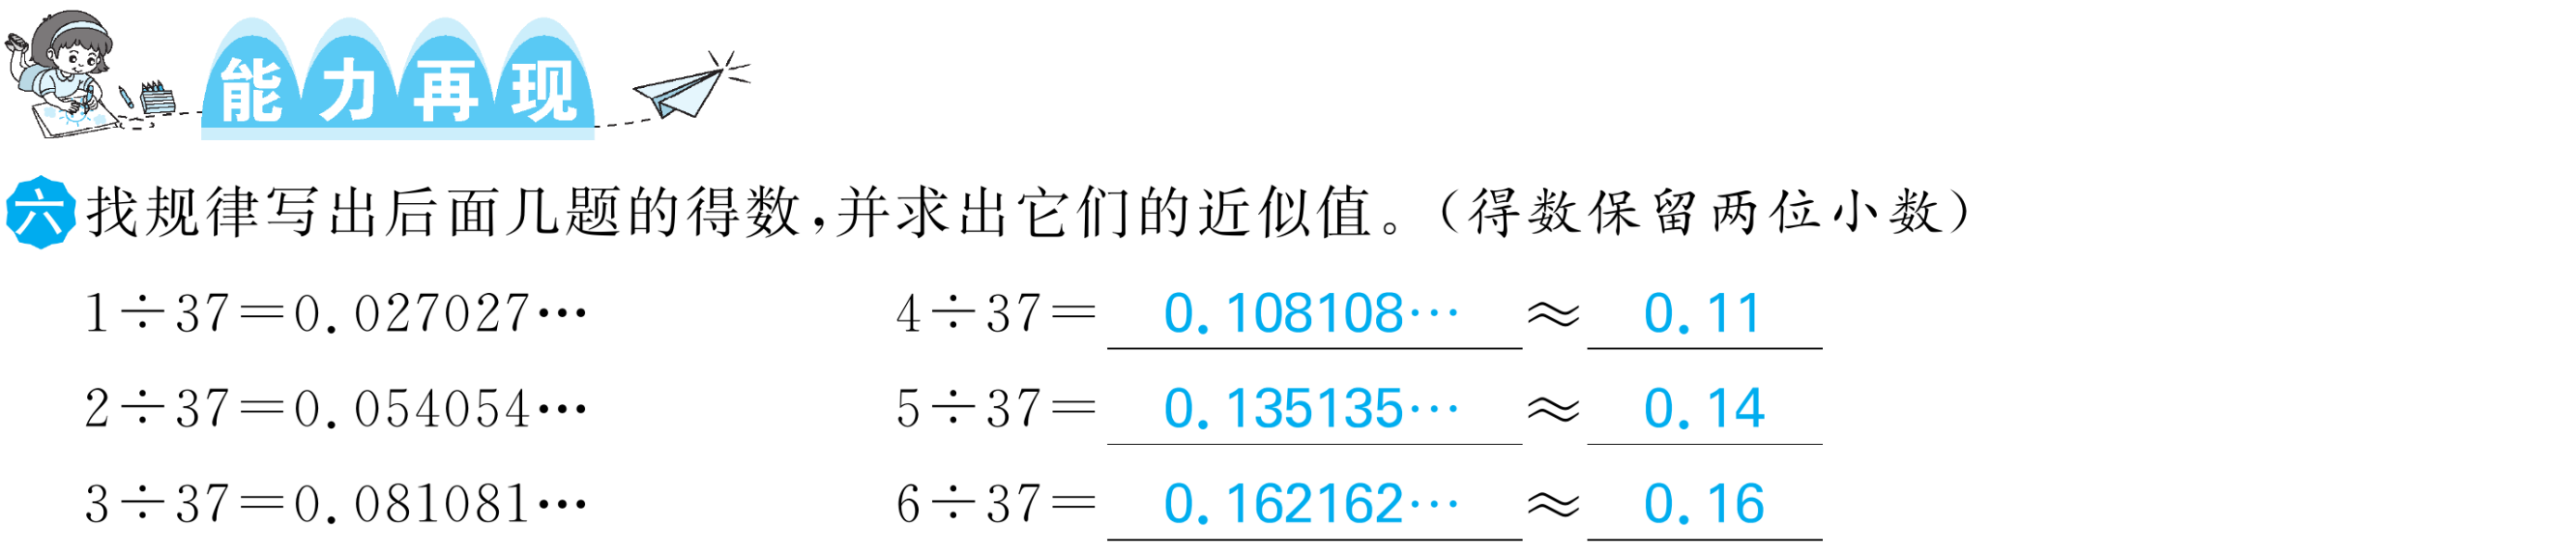 能力再现
六 找规律写出后面几题的得数,并求出它们的近似值。(得数保留两位小数)
1÷37=0.027027… 4÷37= 0.108108… ≈ 0.11
2÷37=0.054054… 5÷37= 0.135135… ≈ 0.14
3÷37=0.081081… 6÷37= 0.162162… ≈ 0.16